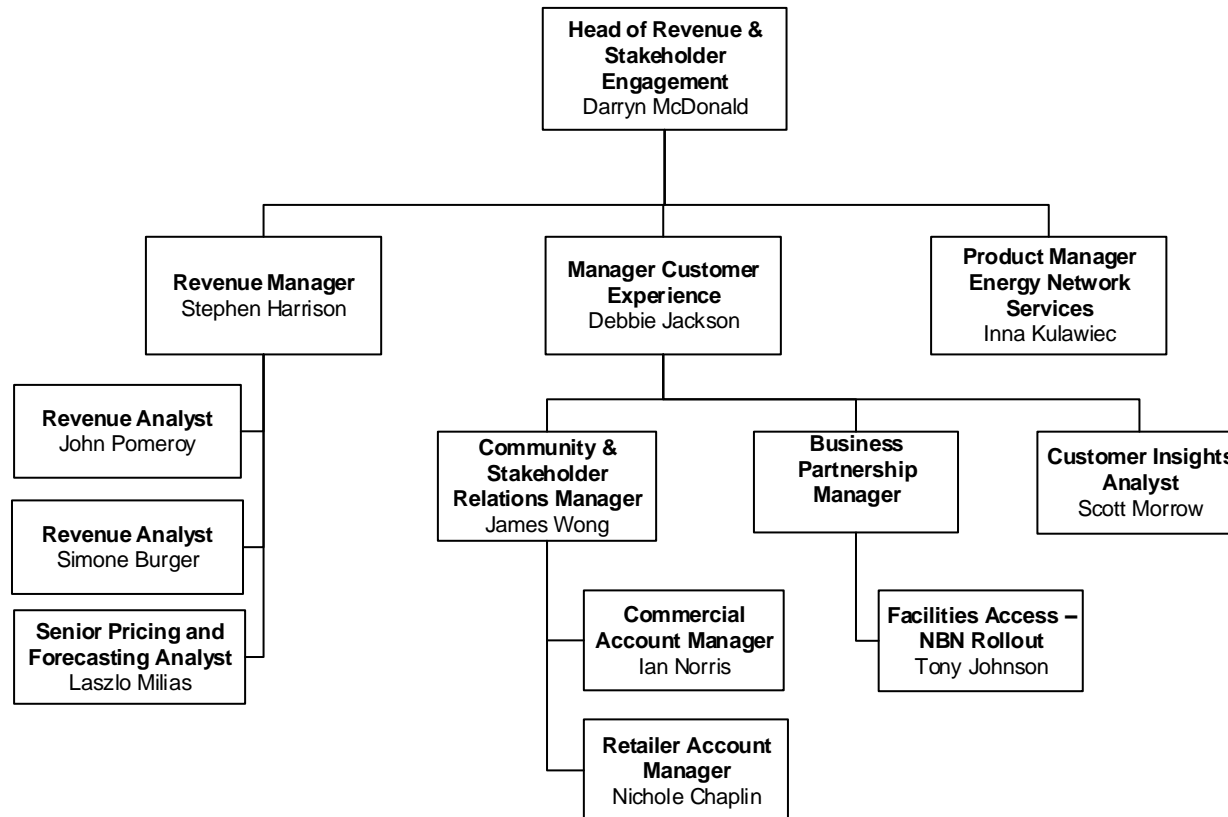 Head of Revenue &
Stakeholder
Engagement
Darryn McDonald
Revenue Manager
Stephen Harrison
Manager Customer
Experience
Debbie Jackson
Product Manager
Energy Network
Services
Inna Kulawiec
Revenue Analyst
John Pomeroy
Revenue Analyst
Simone Burger
Senior Pricing and
Forecasting Analyst
Laszlo Milias
Community &
Stakeholder
Relations Manager
James Wong
Business
Partnership
Manager
Customer Insights
Analyst
Scott Morrow
Commercial
Account Manager
Ian Norris
Facilities Access –
NBN Rollout
Tony Johnson
Retailer Account
Manager
Nichole Chaplin